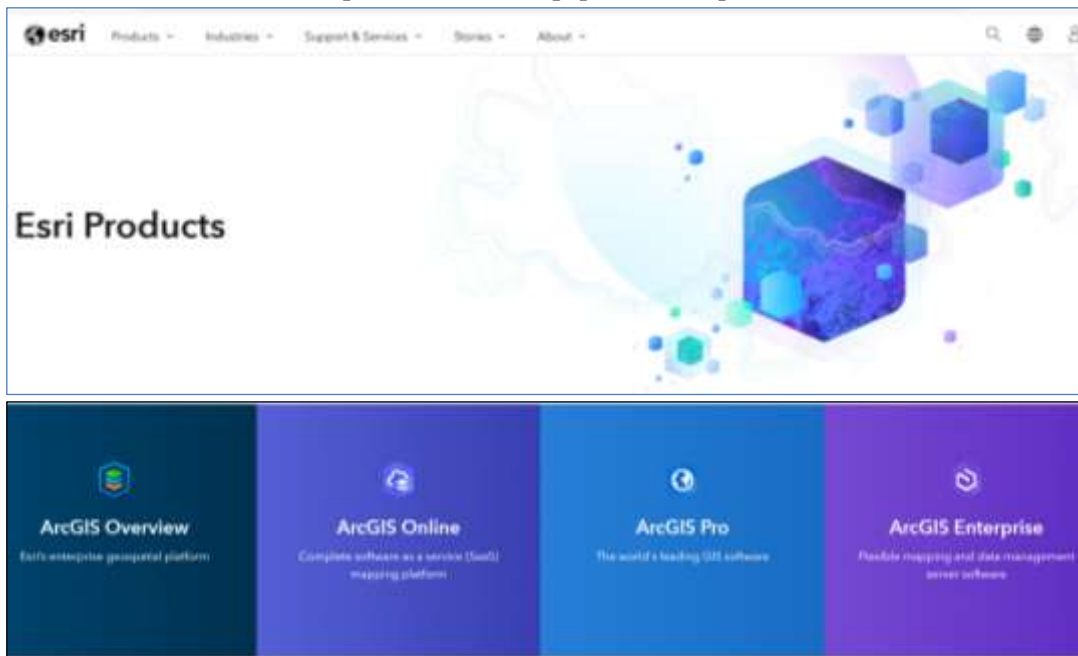 esri Products Industries Support & Services Stories About
Esri Products
ArcGIS Overview
Esri's enterprise geospatial platform
ArcGIS Online
Complete software as a service (SaaS)
mapping platform
ArcGIS Pro
The world's leading GIS software
ArcGIS Enterprise
Flexible mapping and data management
server software